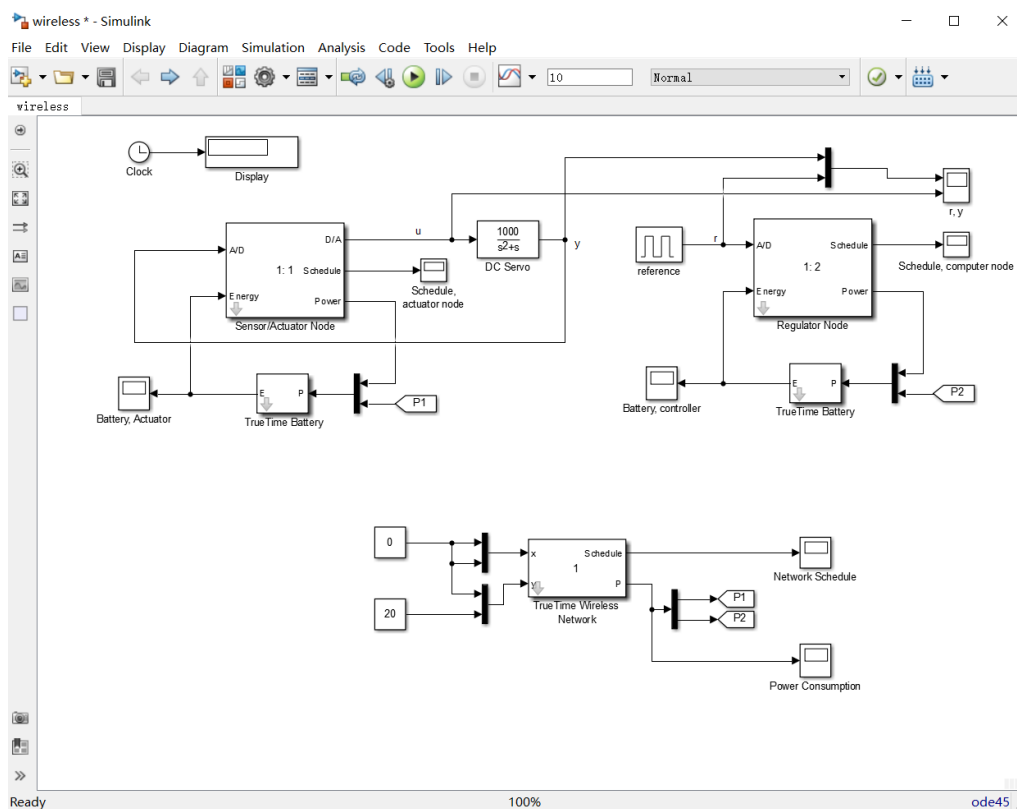 wireless * - Simulink
File Edit View Display Diagram Simulation Analysis Code Tools Help
10
Normal
wireless
Clock
Display
A/D
Energy
1: 1
D/A
Schedule
Power
Sensor/Actuator Node
u
1000
s²+s
DC Servo
y
Schedule,
actuator node
Battery, Actuator
E
P
TrueTime Battery
P1
reference
r
A/D
Energy
1: 2
Schedule
Power
Regulator Node
r, y
Schedule, computer node
Battery, controller
E
P
TrueTime Battery
P2
0
20
x
y
1
Schedule
P
TrueTime Wireless
Network
Network Schedule
P1
P2
Power Consumption
Ready
100%
ode45